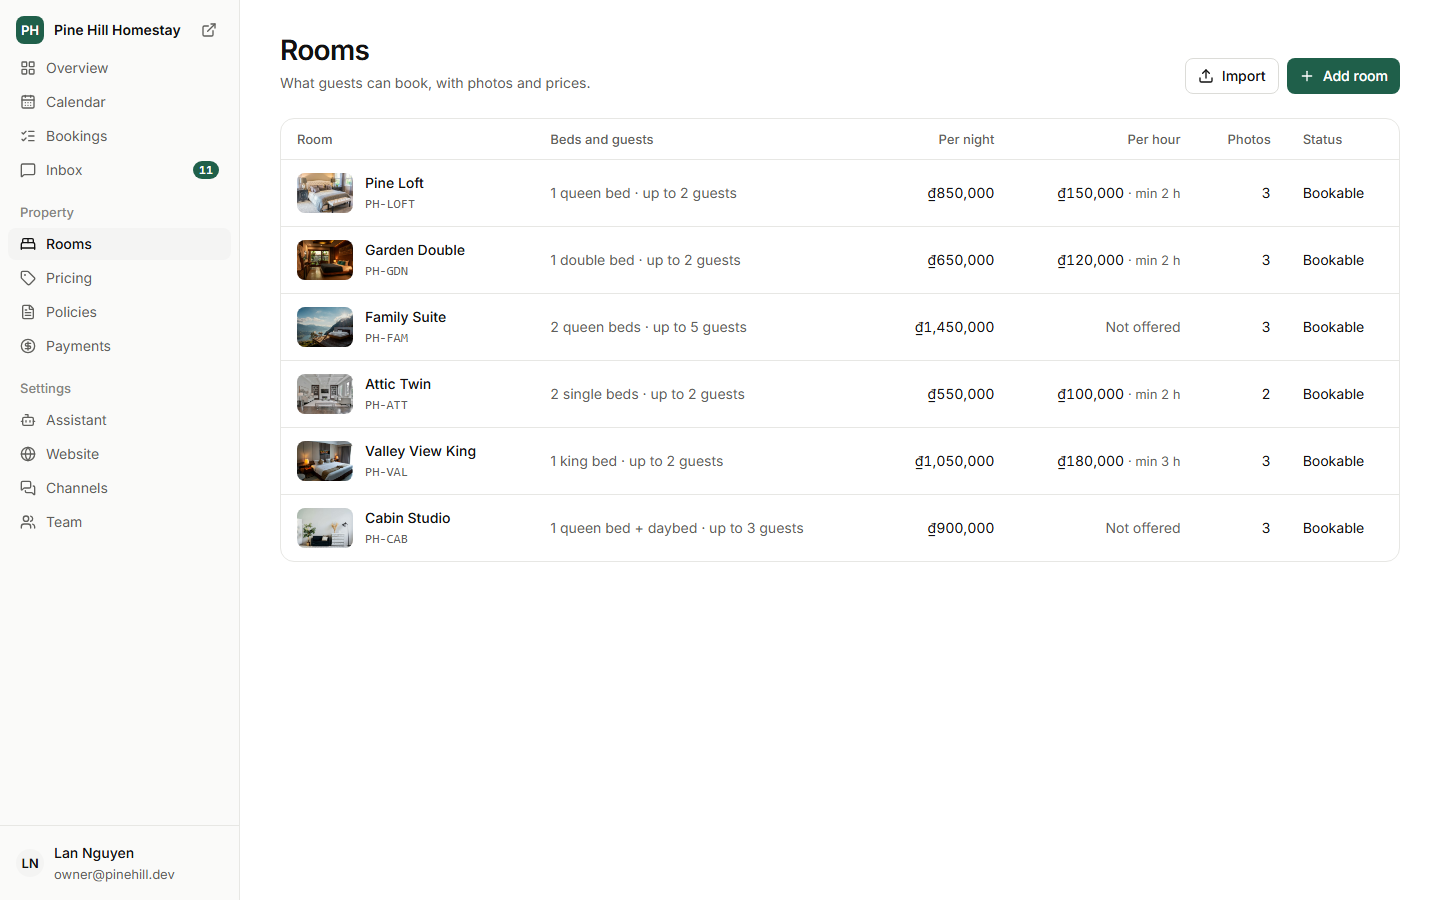 PH Pine Hill Homestay
Overview
Calendar
Bookings
Inbox 11
Property
Rooms
Pricing
Policies
Payments
Settings
Assistant
Website
Channels
Team
LN
Lan Nguyen
owner@pinehill.dev
Rooms
What guests can book, with photos and prices.
Import
Add room
Room Beds and guests Per night Per hour Photos Status
Pine Loft
PH-LOFT
1 queen bed · up to 2 guests ₫850,000 ₫150,000 · min 2 h 3 Bookable
Garden Double
PH-GDN
1 double bed · up to 2 guests ₫650,000 ₫120,000 · min 2 h 3 Bookable
Family Suite
PH-FAM
2 queen beds · up to 5 guests ₫1,450,000 Not offered 3 Bookable
Attic Twin
PH-ATT
2 single beds · up to 2 guests ₫550,000 ₫100,000 · min 2 h 2 Bookable
Valley View King
PH-VAL
1 king bed · up to 2 guests ₫1,050,000 ₫180,000 · min 3 h 3 Bookable
Cabin Studio
PH-CAB
1 queen bed + daybed · up to 3 guests ₫900,000 Not offered 3 Bookable